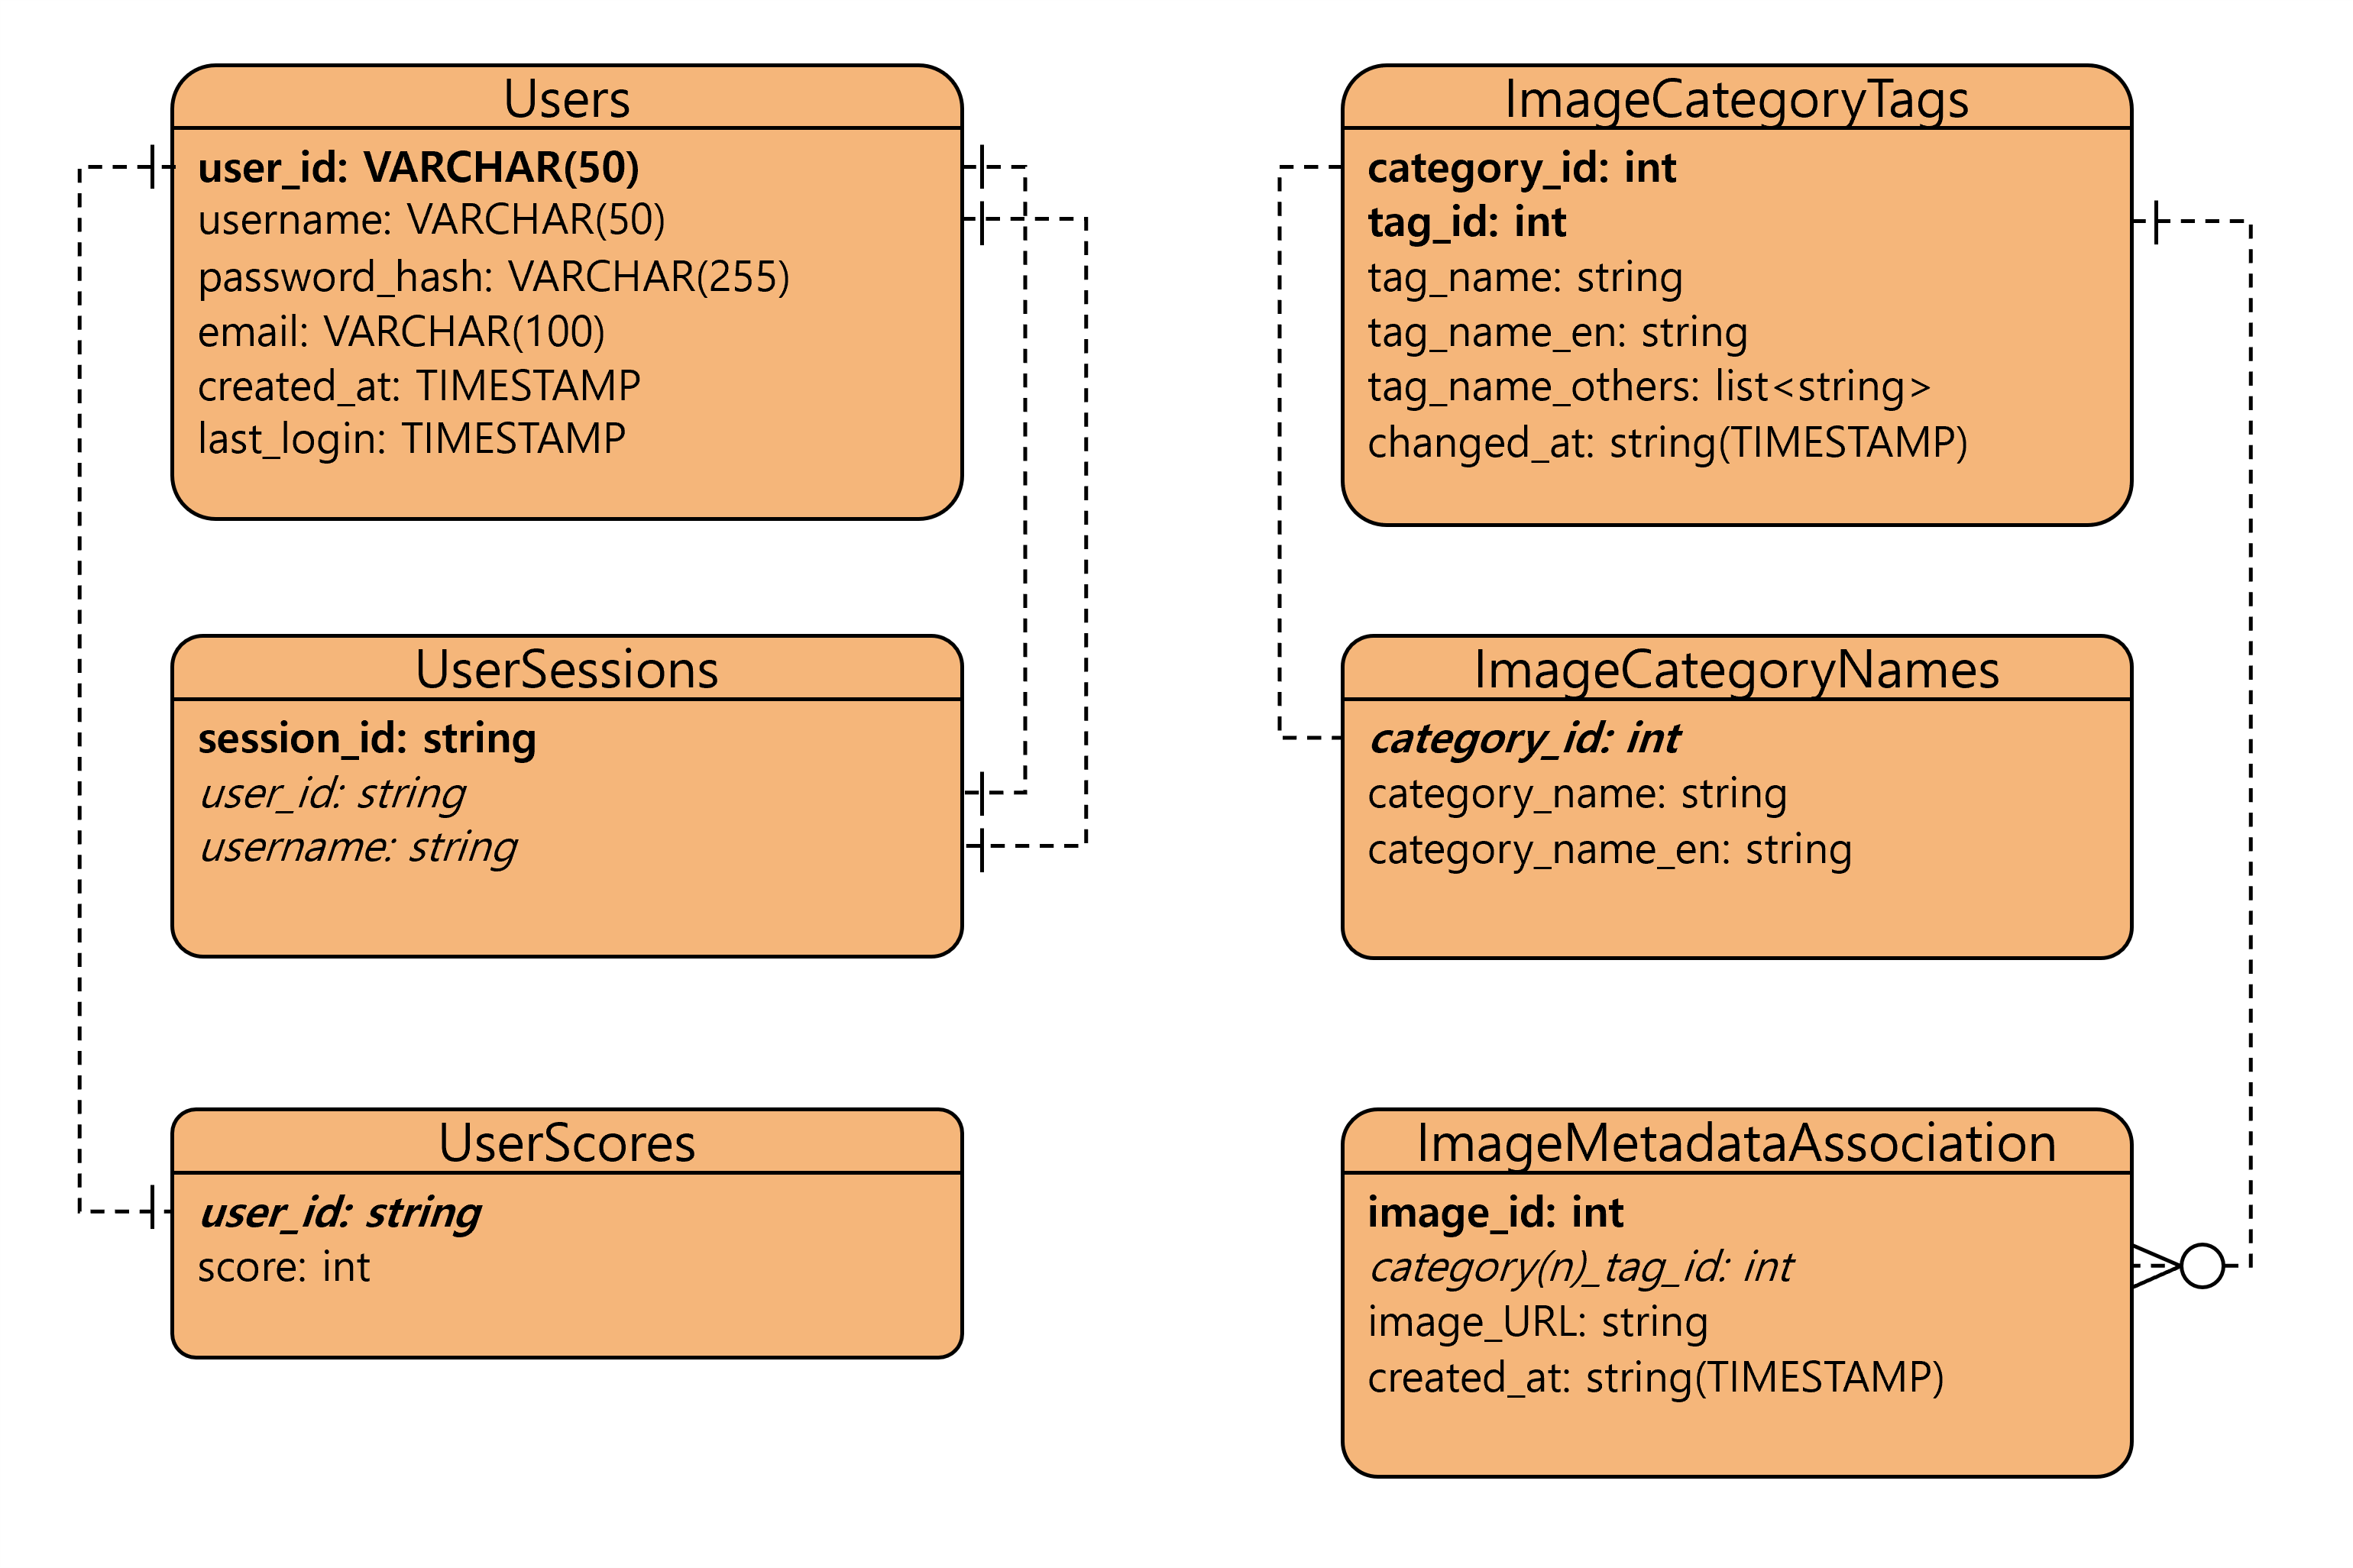 Users
user_id: VARCHAR(50)
username: VARCHAR(50)
password_hash: VARCHAR(255)
email: VARCHAR(100)
created_at: TIMESTAMP
last_login: TIMESTAMP
UserSessions
session_id: string
user_id: string
username: string
UserScores
user_id: string
score: int
ImageCategoryTags
category_id: int
tag_id: int
tag_name: string
tag_name_en: string
tag_name_others: list<string>
changed_at: string(TIMESTAMP)
ImageCategoryNames
category_id: int
category_name: string
category_name_en: string
ImageMetadataAssociation
image_id: int
category(n)_tag_id: int
image_URL: string
created_at: string(TIMESTAMP)